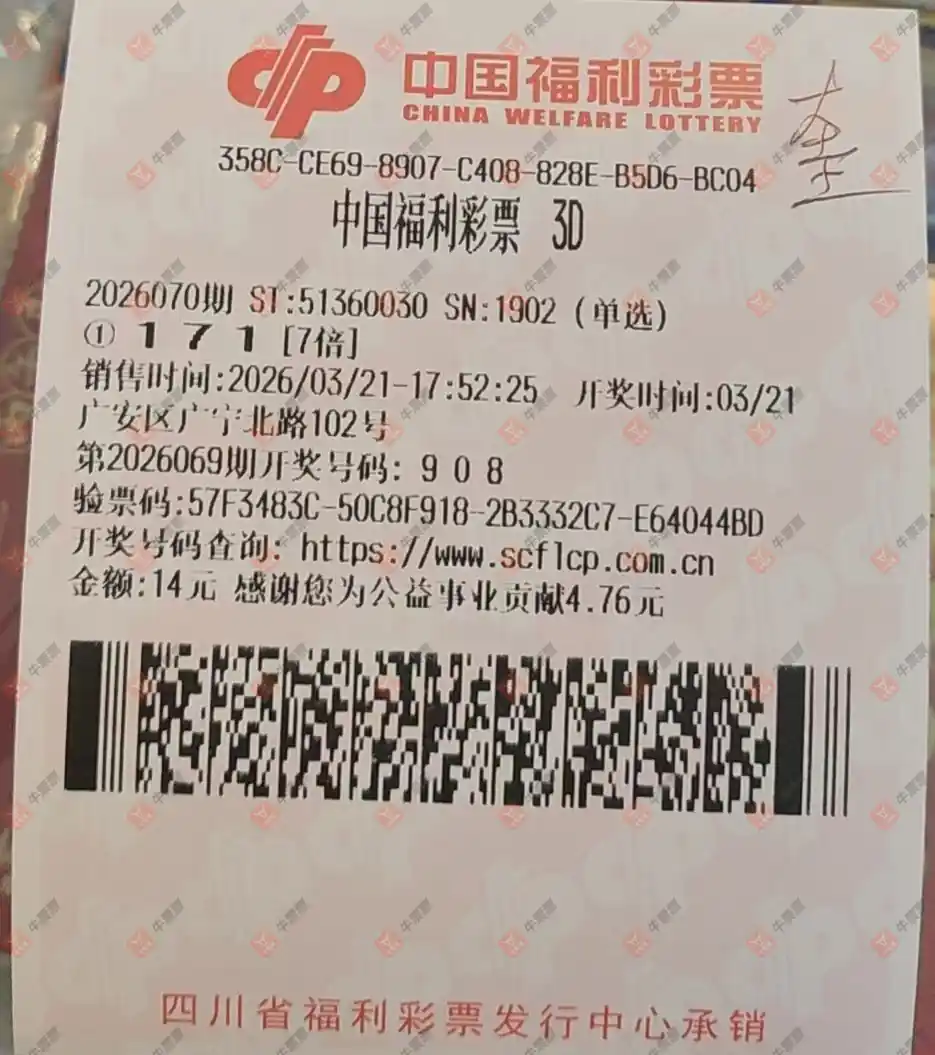 中国福利彩票
CHINA WELFARE LOTTERY
358C-CE69-8907-C408-828E-B5D6-BC04
中国福利彩票 3D
2026070期 ST:51360030 SN:1902 (单选)
① 1 7 1 [7倍]
销售时间:2026/03/21-17:52:25 开奖时间:03/21
广安区广宁北路102号
第2026069期开奖号码: 9 0 8
验票码:57F3483C-50C8F918-2B3332C7-E64044BD
开奖号码查询: https://www.scflcp.com.cn
金额:14元 感谢您为公益事业贡献4.76元
四川省福利彩票发行中心承销
牛票票